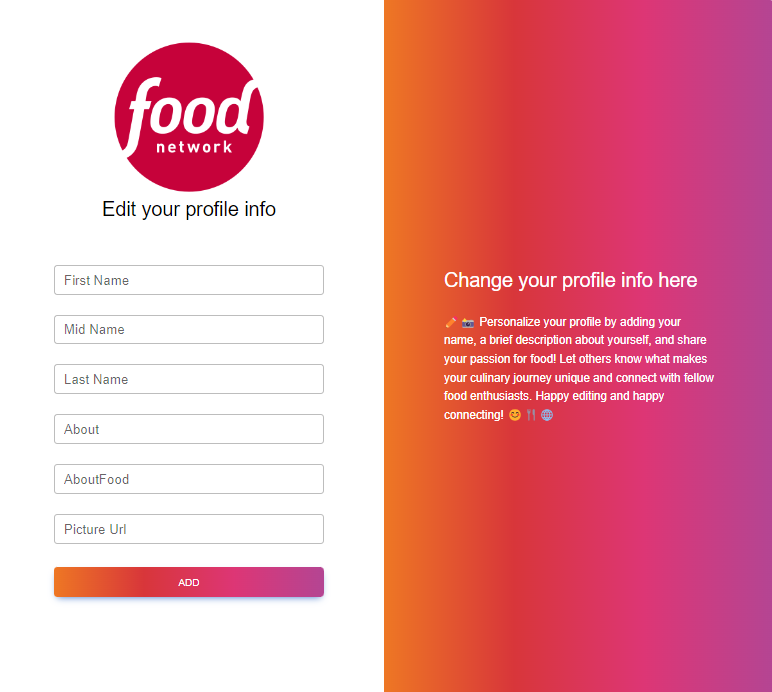 food
network
Edit your profile info
First Name
Mid Name
Last Name
About
AboutFood
Picture Url
ADD
Change your profile info here
✏️ 📸 Personalize your profile by adding your
name, a brief description about yourself, and share
your passion for food! Let others know what makes
your culinary journey unique and connect with fellow
food enthusiasts. Happy editing and happy
connecting! 😊 🍴 🌐